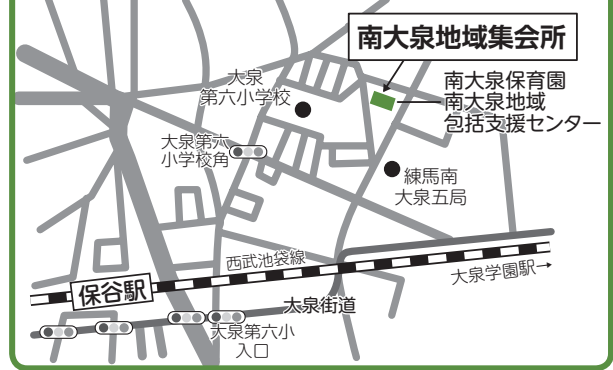 南大泉地域集会所
南大泉保育園
南大泉地域
包括支援センター
大泉
第六小学校
大泉第六
小学校角
練馬南
大泉五局
西武池袋線
大泉学園駅→
保谷駅
大泉街道
大泉第六小
入口